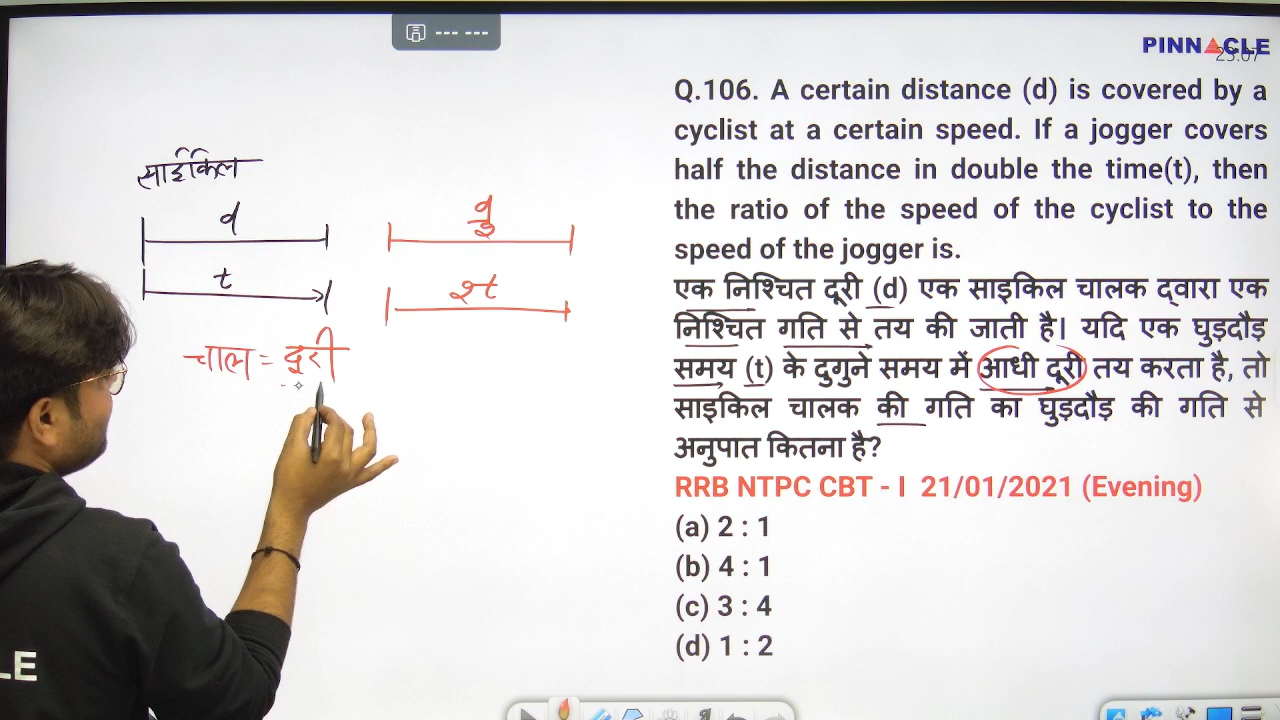 PINNACLE
23:07
Q.106. A certain distance (d) is covered by a
cyclist at a certain speed. If a jogger covers
half the distance in double the time(t), then
the ratio of the speed of the cyclist to the
speed of the jogger is.
एक निश्चित दूरी (d) एक साइकिल चालक द्वारा एक
निश्चित गति से तय की जाती है। यदि एक घुड़दौड़
समय (t) के दुगुने समय में आधी दूरी तय करता है, तो
साइकिल चालक की गति का घुड़दौड़ की गति से
अनुपात कितना है?
RRB NTPC CBT - I 21/01/2021 (Evening)
(a) 2 : 1
(b) 4 : 1
(c) 3 : 4
(d) 1 : 2
साईकिल
d
t
d
2
2t
चाल = दूरी
LE